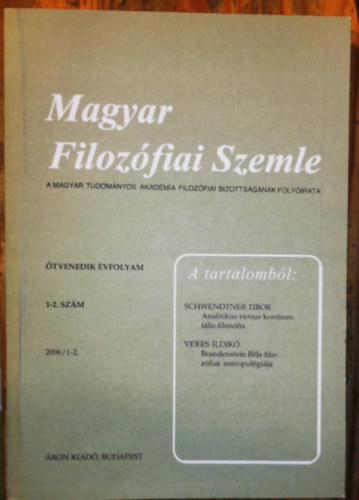 Magyar
Filozófiai Szemle
A MAGYAR TUDOMÁNYOS AKADÉMIA FILOZÓFIAI BIZOTTSÁGÁNAK FOLYÓIRATA
ÖTVENEDIK ÉVFOLYAM
1-2. SZÁM
2006/1-2.
A tartalomból:
SCHWENDTNER TIBOR
Analitikus versus kontinen-
tális filozófia
VERES ILDIKÓ
Brandenstein Béla filo-
zófiai antropológiája
ÁRON KIADÓ, BUDAPEST